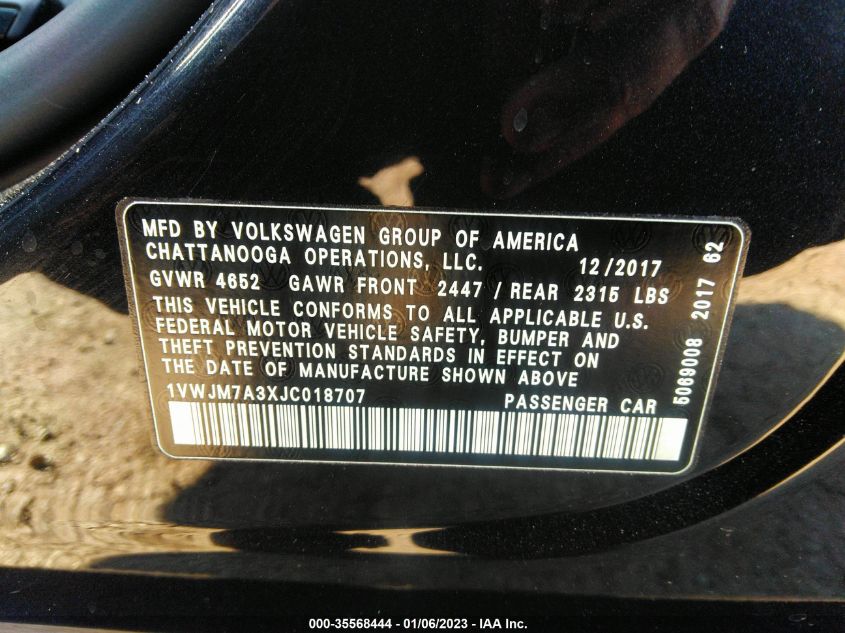 MFD BY VOLKSWAGEN GROUP OF AMERICA
CHATTANOOGA OPERATIONS, LLC. 12/2017
GVWR 4652 GAWR FRONT 2447 / REAR 2315 LBS
THIS VEHICLE CONFORMS TO ALL APPLICABLE U.S.
FEDERAL MOTOR VEHICLE SAFETY, BUMPER AND
THEFT PREVENTION STANDARDS IN EFFECT ON
THE DATE OF MANUFACTURE SHOWN ABOVE
1VWJM7A3XJC018707 PASSENGER CAR
5069008 2017 62
000-35568444 - 01/06/2023 - IAA Inc.